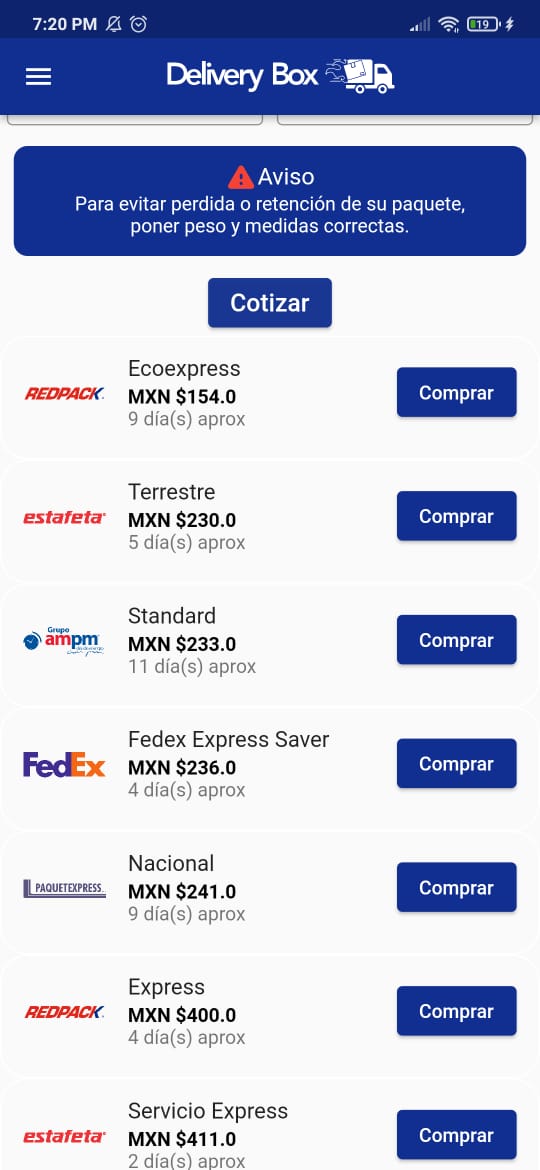 7:20 PM
19
Delivery Box
Aviso
Para evitar perdida o retención de su paquete,
poner peso y medidas correctas.
Cotizar
REDPACK
Ecoexpress
MXN $154.0
9 día(s) aprox
Comprar
estafeta
Terrestre
MXN $230.0
5 día(s) aprox
Comprar
Grupo
ampm
Standard
MXN $233.0
11 día(s) aprox
Comprar
FedEx
Fedex Express Saver
MXN $236.0
4 día(s) aprox
Comprar
PAQUETEXPRESS
Nacional
MXN $241.0
9 día(s) aprox
Comprar
REDPACK
Express
MXN $400.0
4 día(s) aprox
Comprar
estafeta
Servicio Express
MXN $411.0
2 día(s) aprox
Comprar